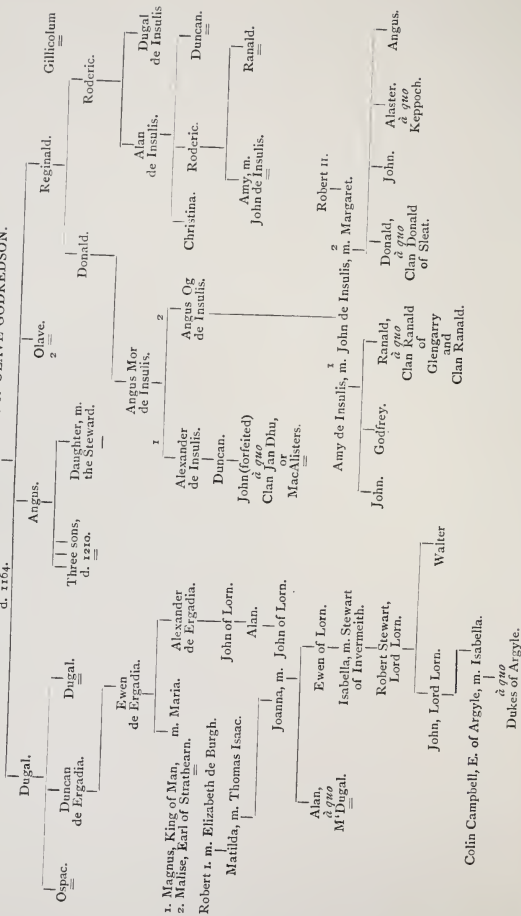 OLAVE GODREDSON.
d. 1164.
Dugal.
Angus.
Olave.
2
Reginald.
Gillicolum
Ospac.
Duncan
de Ergadia.
Dugal.
Three sons,
d. 1210.
Daughter, m.
the Steward.
Donald.
Roderic.
Ewen
de Ergadia.
Angus Mor
de Insulis.
Alan
de Insulis.
Dugal
de Insulis
1. Magnus, King of Man,
2. Malise, Earl of Strathearn.
m. Maria.
Alexander
de Ergadia.
1
Alexander
de Insulis.
2
Angus Og
de Insulis.
Christina.
Roderic.
Duncan.
Robert I. m. Elizabeth de Burgh.
John of Lorn.
Duncan.
Amy, m.
John de Insulis.
Ranald.
Matilda, m. Thomas Isaac.
Alan.
John (forfeited)
à quo
Clan Jan Dhu,
or
MacAlisters.
Robert II.
Joanna, m. John of Lorn.
1
2
Amy de Insulis, m. John de Insulis, m. Margaret.
Alan,
à quo
M'Dugal.
Ewen of Lorn.
John.
Godfrey.
Ranald,
à quo
Clan Ranald
of
Glengarry
and
Clan Ranald.
Donald,
à quo
Clan Donald
of Sleat.
John.
Alaster.
à quo
Keppoch.
Angus.
Isabella, m. Stewart
of Invermeith.
Robert Stewart,
Lord Lorn.
John, Lord Lorn.
Walter
Colin Campbell, E. of Argyle, m. Isabella.
à quo
Dukes of Argyle.